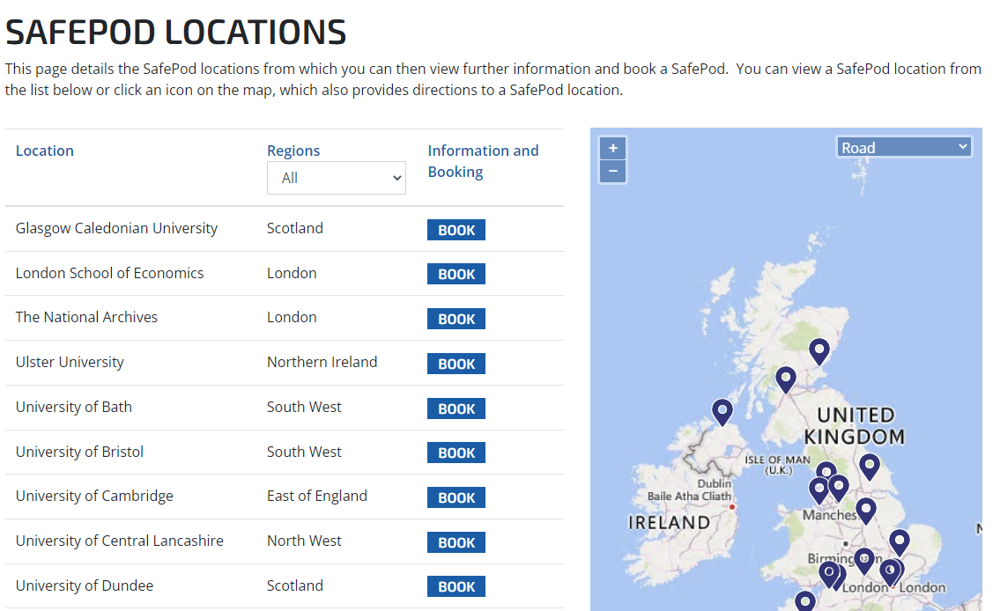 SAFEPOD LOCATIONS
This page details the SafePod locations from which you can then view further information and book a SafePod. You can view a SafePod location from
the list below or click an icon on the map, which also provides directions to a SafePod location.
Location Regions Information and
Booking
All
Glasgow Caledonian University Scotland BOOK
London School of Economics London BOOK
The National Archives London BOOK
Ulster University Northern Ireland BOOK
University of Bath South West BOOK
University of Bristol South West BOOK
University of Cambridge East of England BOOK
University of Central Lancashire North West BOOK
University of Dundee Scotland BOOK
+
−
Road
UNITED
KINGDOM
ISLE OF MAN
(U.K.)
Dublin
Baile Atha Cliath
IRELAND
Manches
N
London London